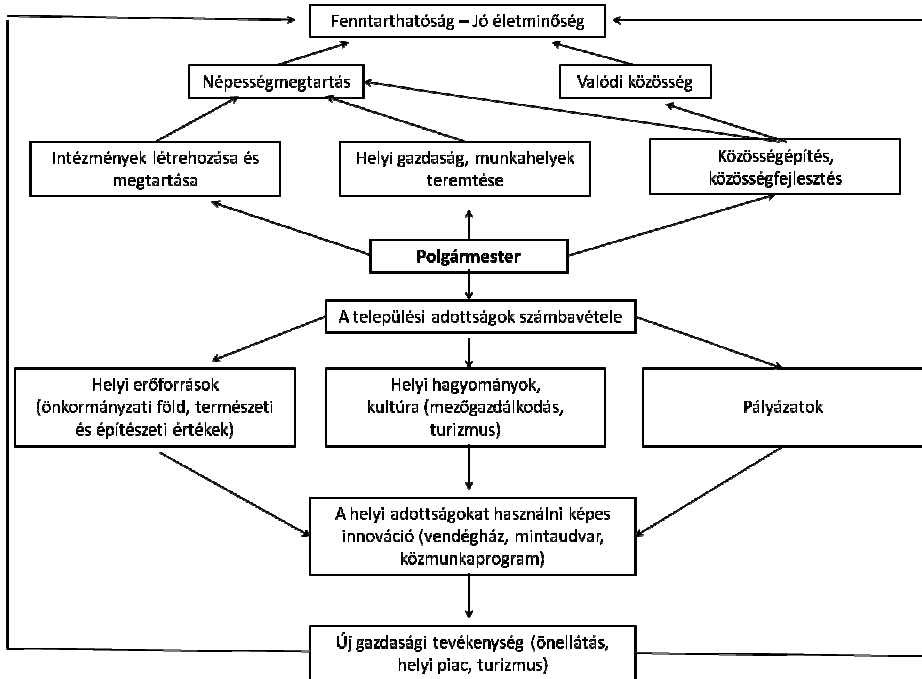 Fenntarthatóság – Jó életminőség
Népességmegtartás
Valódi közösség
Intézmények létrehozása és
megtartása
Helyi gazdaság, munkahelyek
teremtése
Közösségépítés,
közösségfejlesztés
Polgármester
A települési adottságok számbavétele
Helyi erőforrások
(önkormányzati föld, természeti
és építészeti értékek)
Helyi hagyományok,
kultúra (mezőgazdálkodás,
turizmus)
Pályázatok
A helyi adottságokat használni képes
innováció (vendégház, mintaudvar,
közmunkaprogram)
Új gazdasági tevékenység (önellátás,
helyi piac, turizmus)